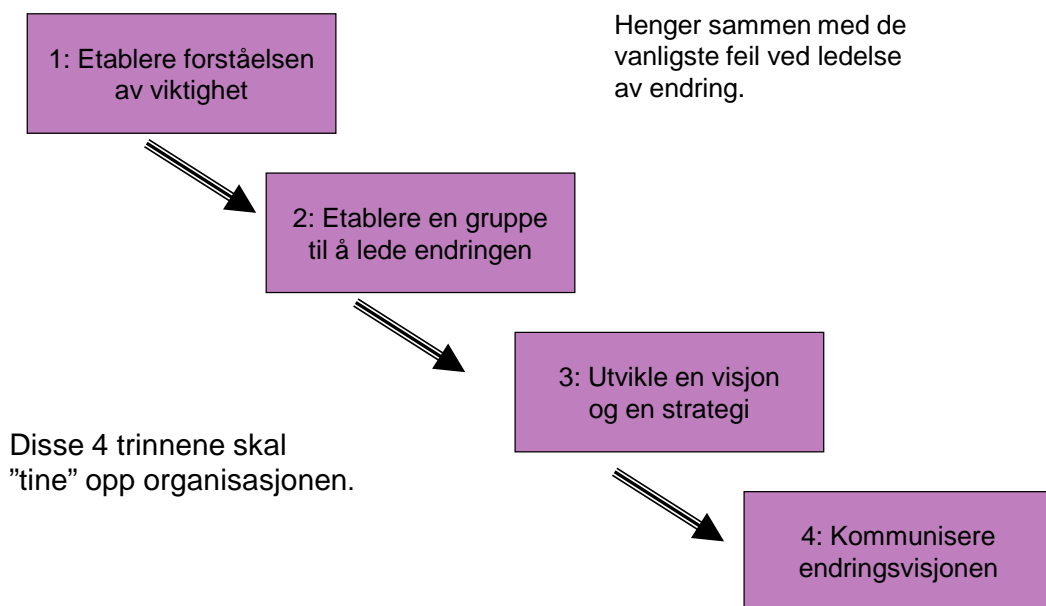 1: Etablere forståelsen
av viktighet
Henger sammen med de
vanligste feil ved ledelse
av endring.
2: Etablere en gruppe
til å lede endringen
3: Utvikle en visjon
og en strategi
Disse 4 trinnene skal
”tine” opp organisasjonen.
4: Kommunisere
endringsvisjonen